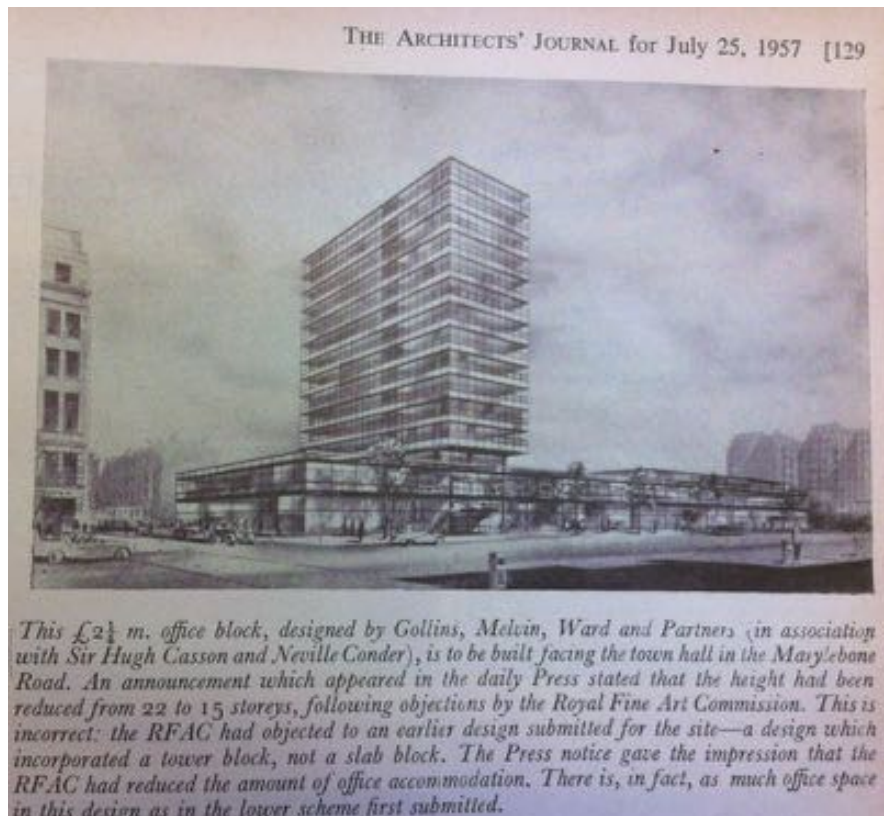 THE ARCHITECTS' JOURNAL for July 25, 1957 [129
This £2½ m. office block, designed by Gollins, Melvin, Ward and Partners (in association
with Sir Hugh Casson and Neville Conder), is to be built facing the town hall in the Marylebone
Road. An announcement which appeared in the daily Press stated that the height had been
reduced from 22 to 15 storeys, following objections by the Royal Fine Art Commission. This is
incorrect: the RFAC had objected to an earlier design submitted for the site—a design which
incorporated a tower block, not a slab block. The Press notice gave the impression that the
RFAC had reduced the amount of office accommodation. There is, in fact, as much office space
in this design as in the lower scheme first submitted.